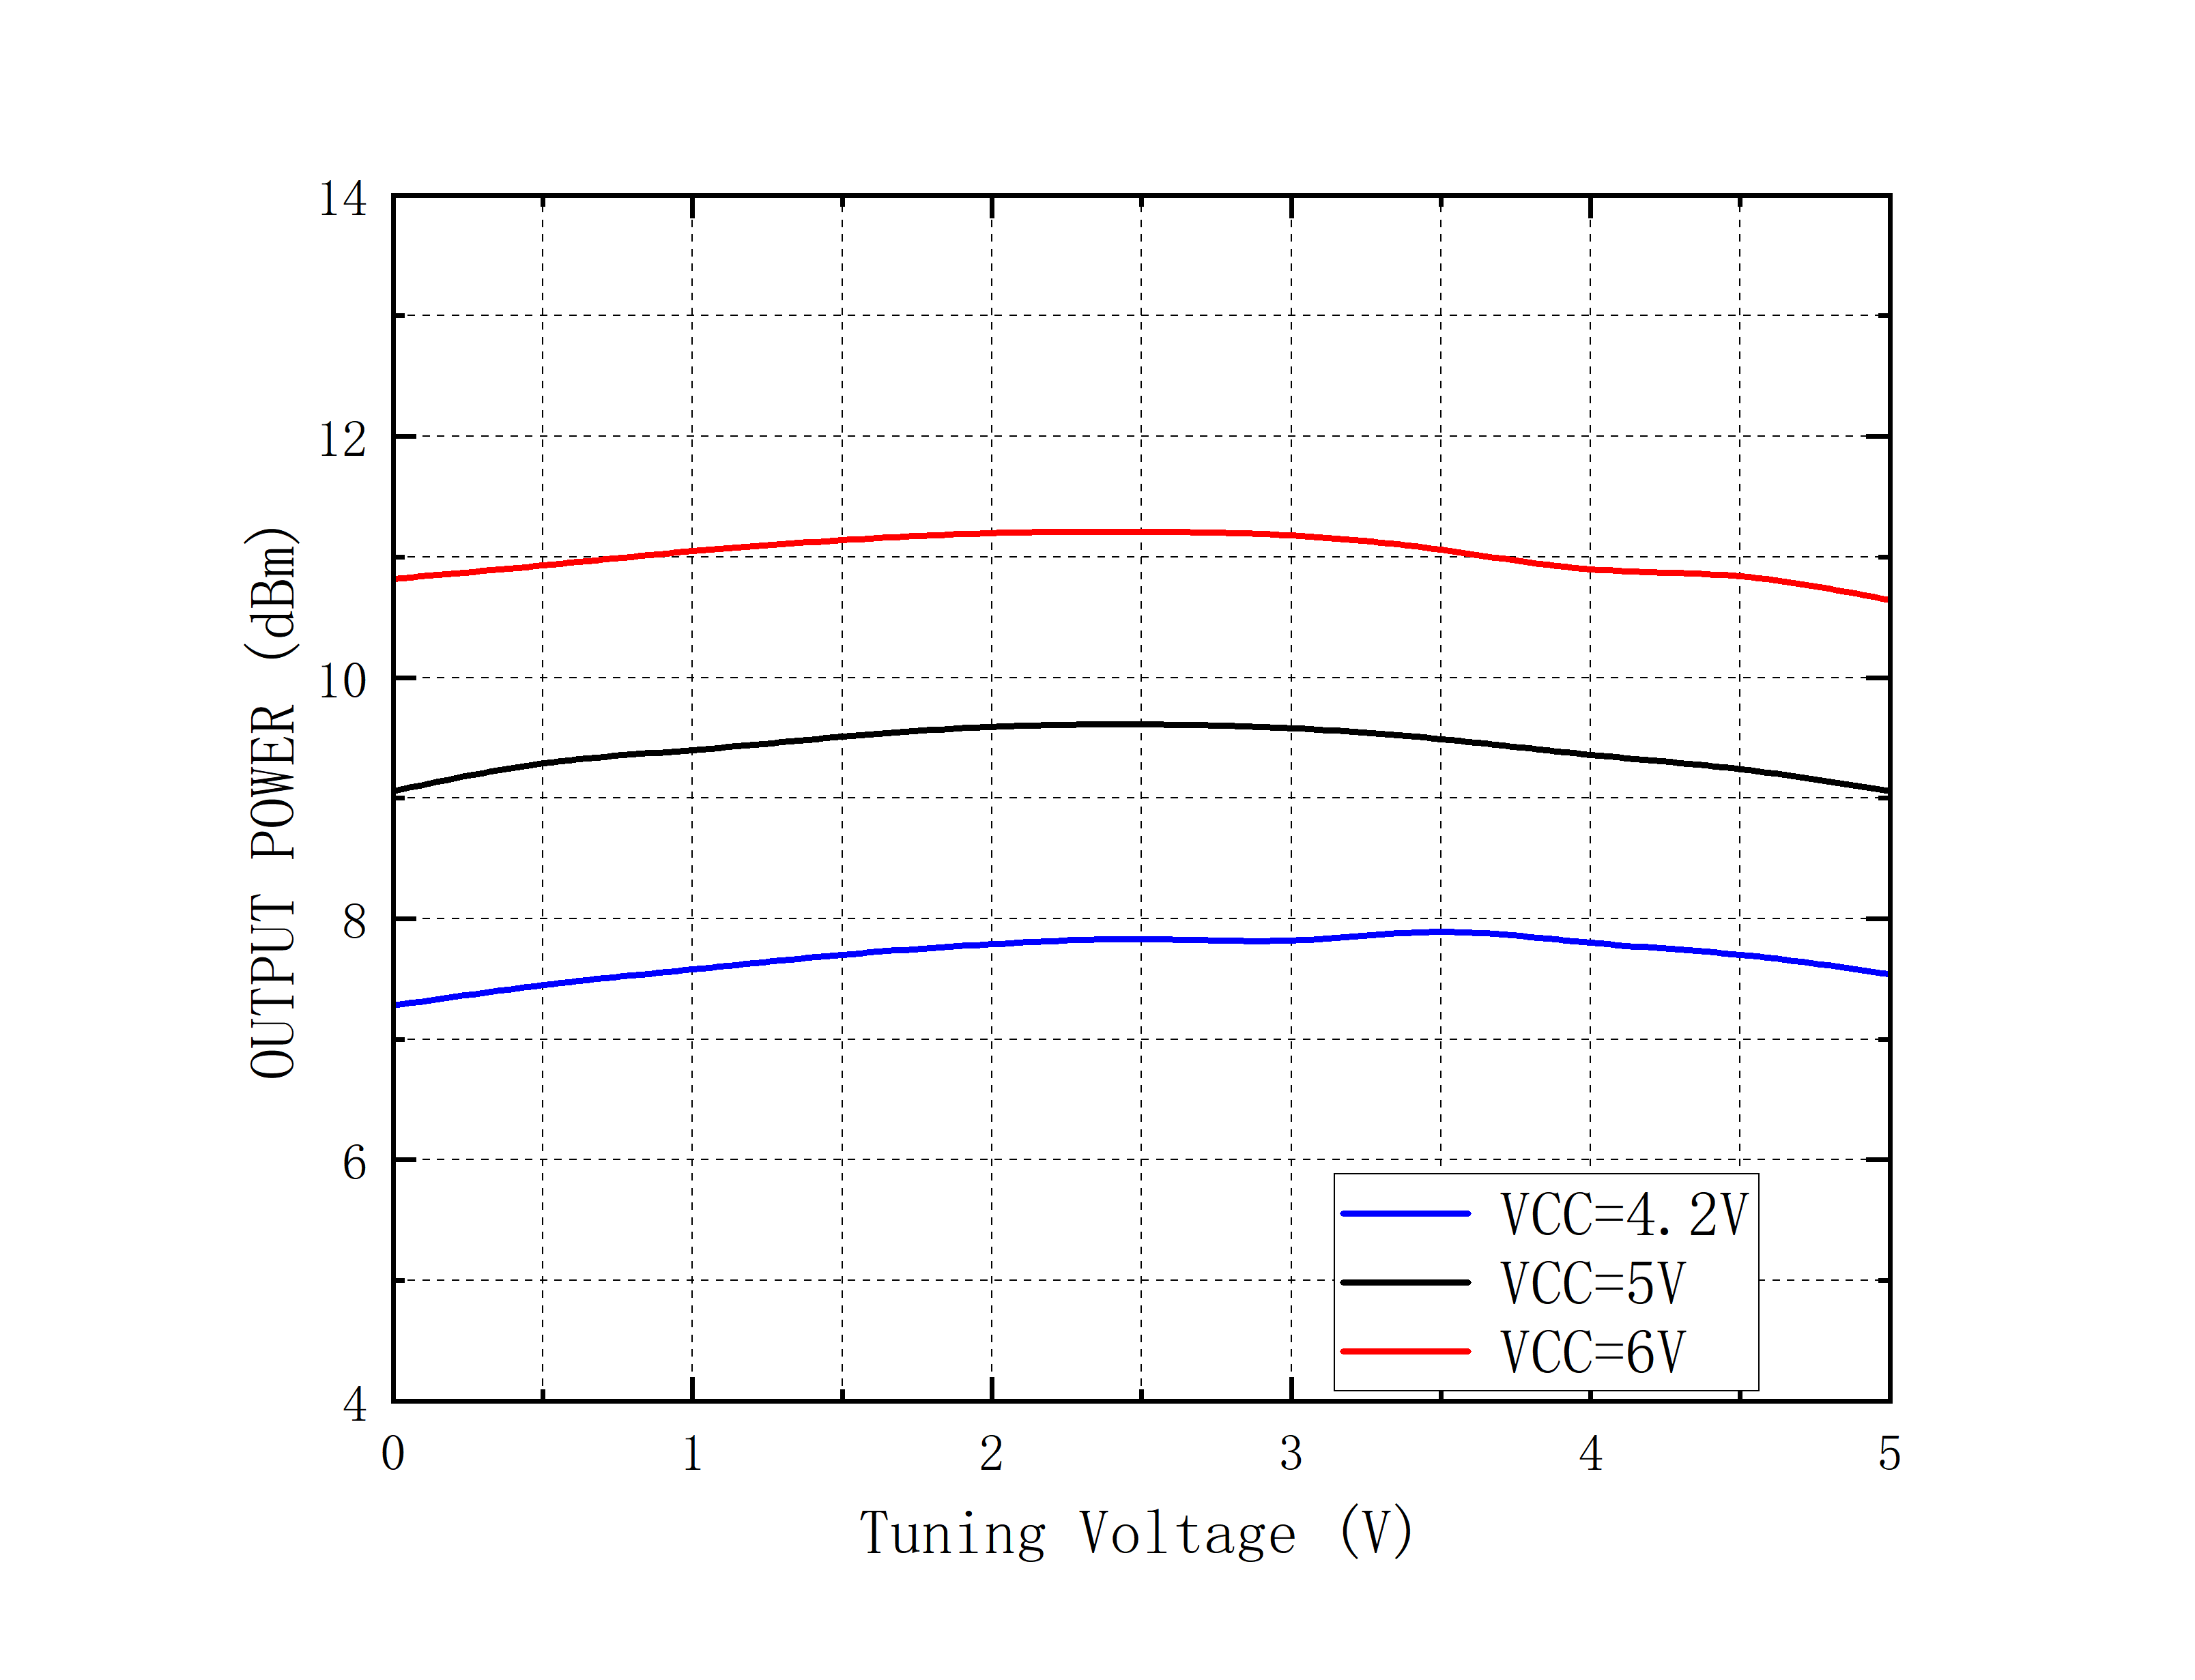 14
12
10
8
6
4
OUTPUT POWER (dBm)
VCC=4.2V
VCC=5V
VCC=6V
0 1 2 3 4 5
Tuning Voltage (V)